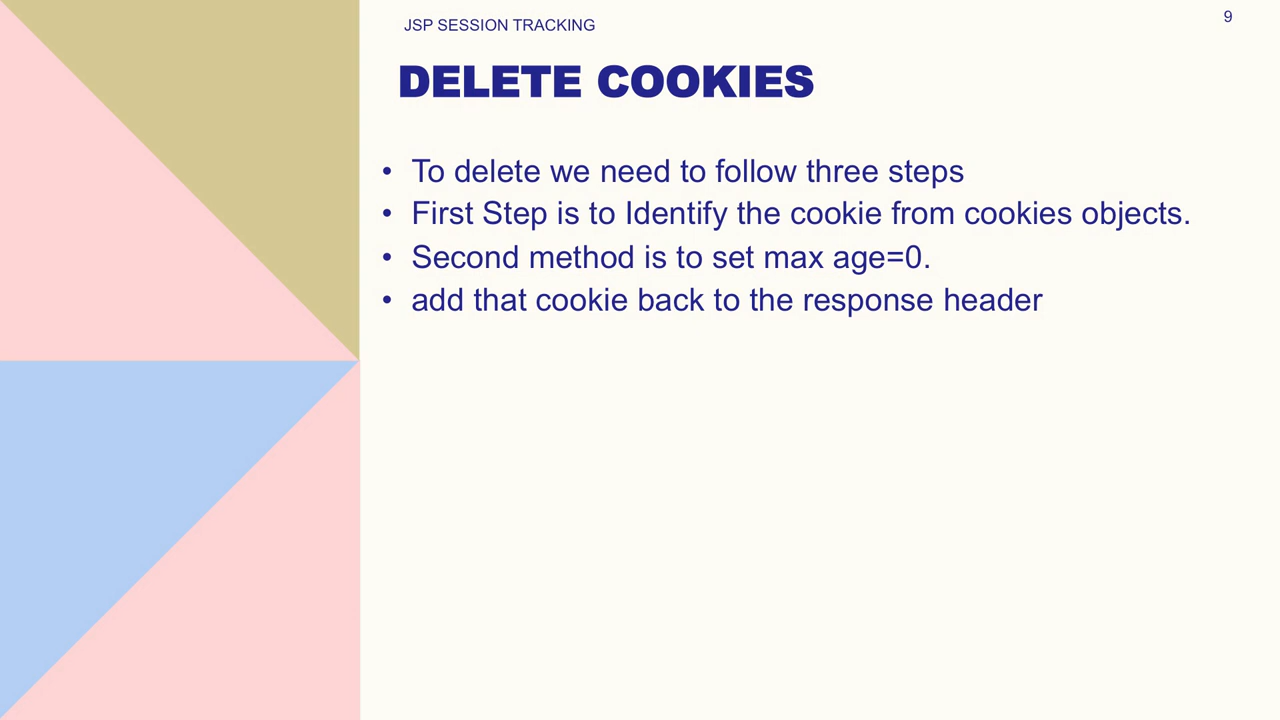 JSP SESSION TRACKING
9
DELETE COOKIES
• To delete we need to follow three steps
• First Step is to Identify the cookie from cookies objects.
• Second method is to set max age=0.
• add that cookie back to the response header